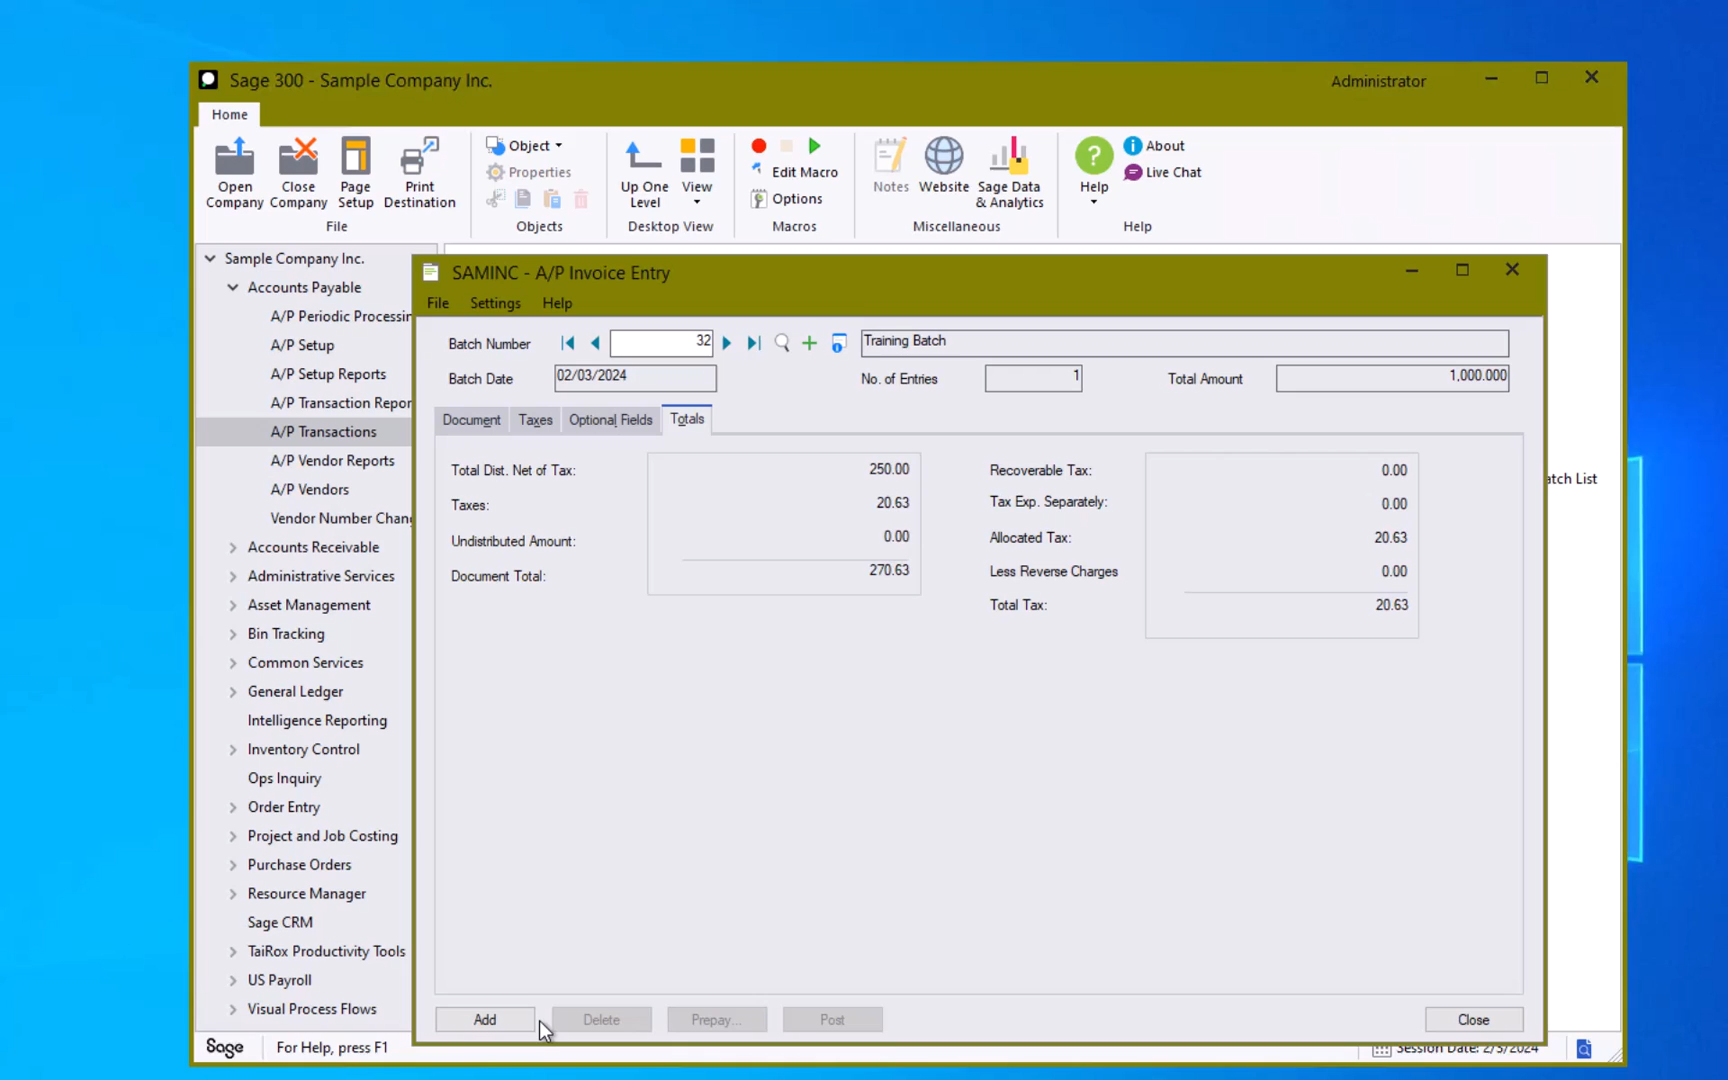 Sage 300 - Sample Company Inc.
Administrator
Home
Open Company
Close Company
Page Setup
Print Destination
File
Object
Properties
Objects
Up One Level
View
Desktop View
Edit Macro
Options
Macros
Notes
Website
Sage Data & Analytics
Miscellaneous
Help
About
Live Chat
Help
Sample Company Inc.
Accounts Payable
A/P Periodic Processin
A/P Setup
A/P Setup Reports
A/P Transaction Repor
A/P Transactions
A/P Vendor Reports
A/P Vendors
Vendor Number Chan
Accounts Receivable
Administrative Services
Asset Management
Bin Tracking
Common Services
General Ledger
Intelligence Reporting
Inventory Control
Ops Inquiry
Order Entry
Project and Job Costing
Purchase Orders
Resource Manager
Sage CRM
TaiRox Productivity Tools
US Payroll
Visual Process Flows
SAMINC - A/P Invoice Entry
File Settings Help
Batch Number 32 Training Batch
Batch Date 02/03/2024 No. of Entries 1 Total Amount 1,000.000
Document Taxes Optional Fields Totals
Total Dist. Net of Tax: 250.00 Recoverable Tax: 0.00
Taxes: 20.63 Tax Exp. Separately: 0.00
Undistributed Amount: 0.00 Allocated Tax: 20.63
Document Total: 270.63 Less Reverse Charges 0.00
Total Tax: 20.63
atch List
Add Delete Prepay... Post Close
Sage For Help, press F1 Session Date: 2/3/2024